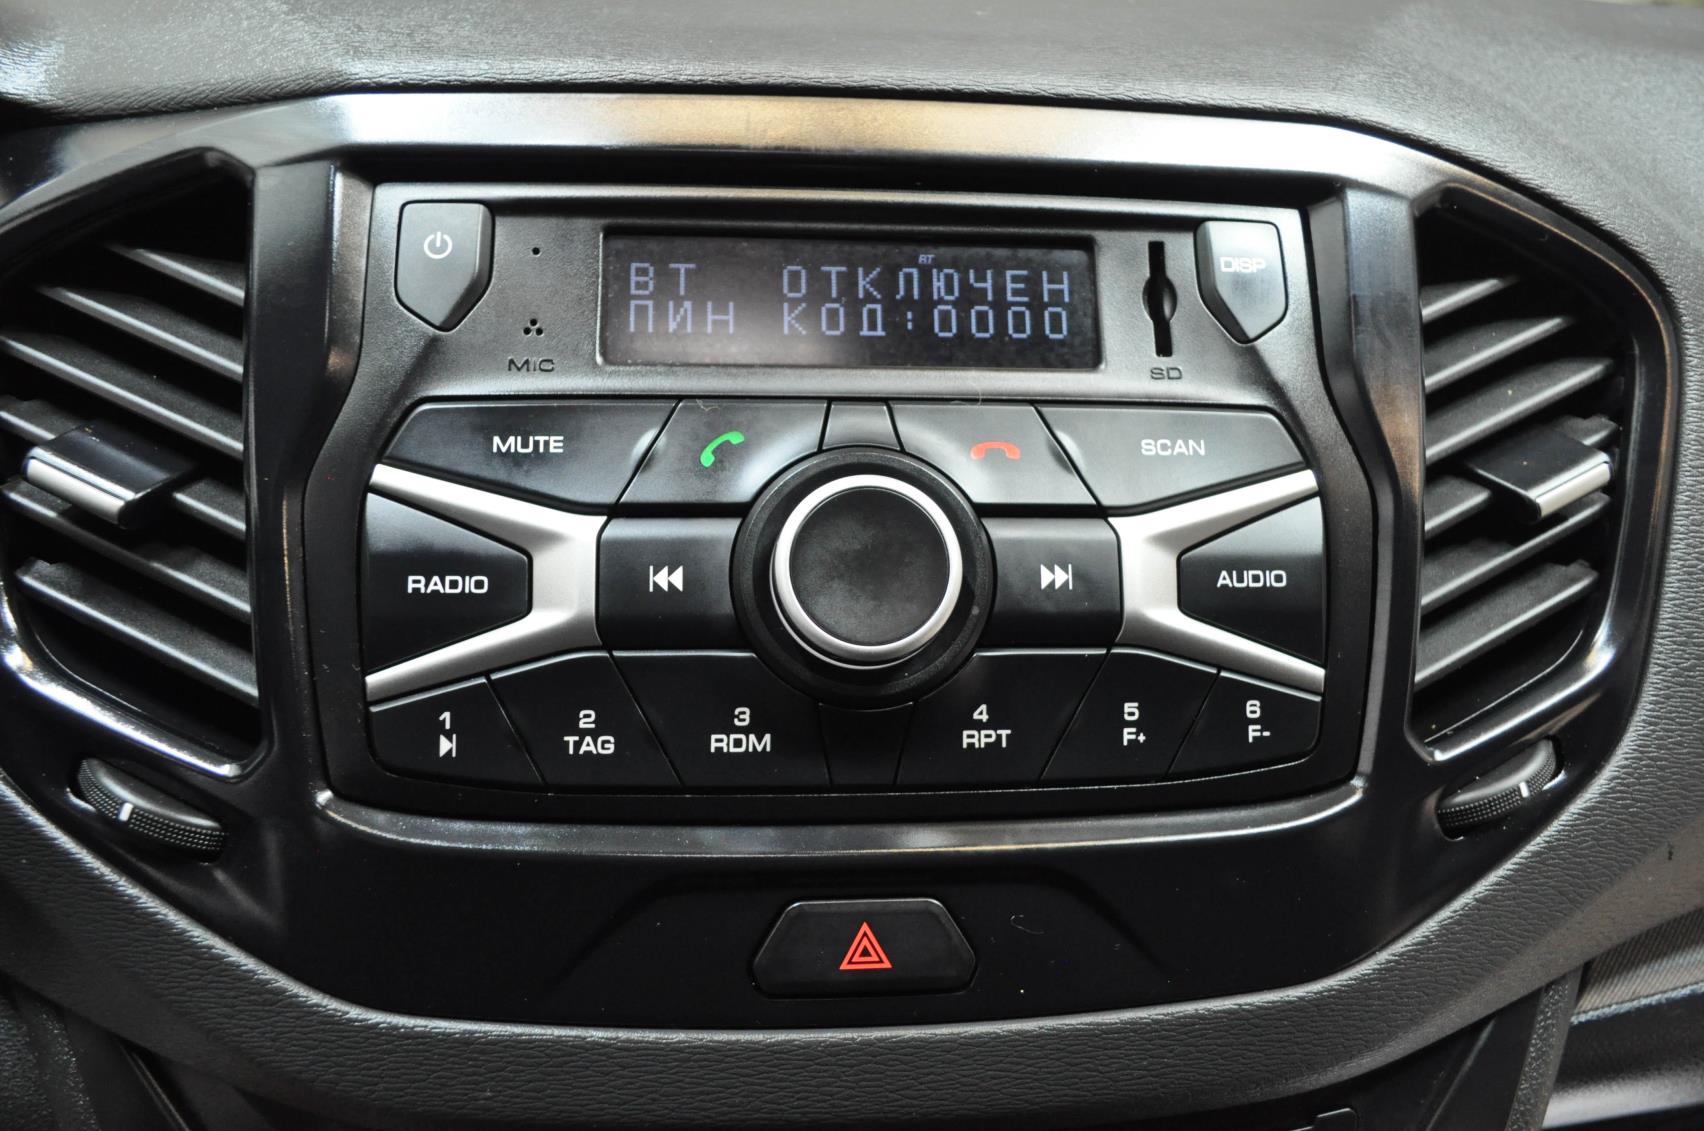 BT
ВТ ОТКЛЮЧЕН
ПИН КОД:0000
DISP
MIC
SD
MUTE
SCAN
RADIO
AUDIO
1
2
TAG
3
RDM
4
RPT
5
F+
6
F-